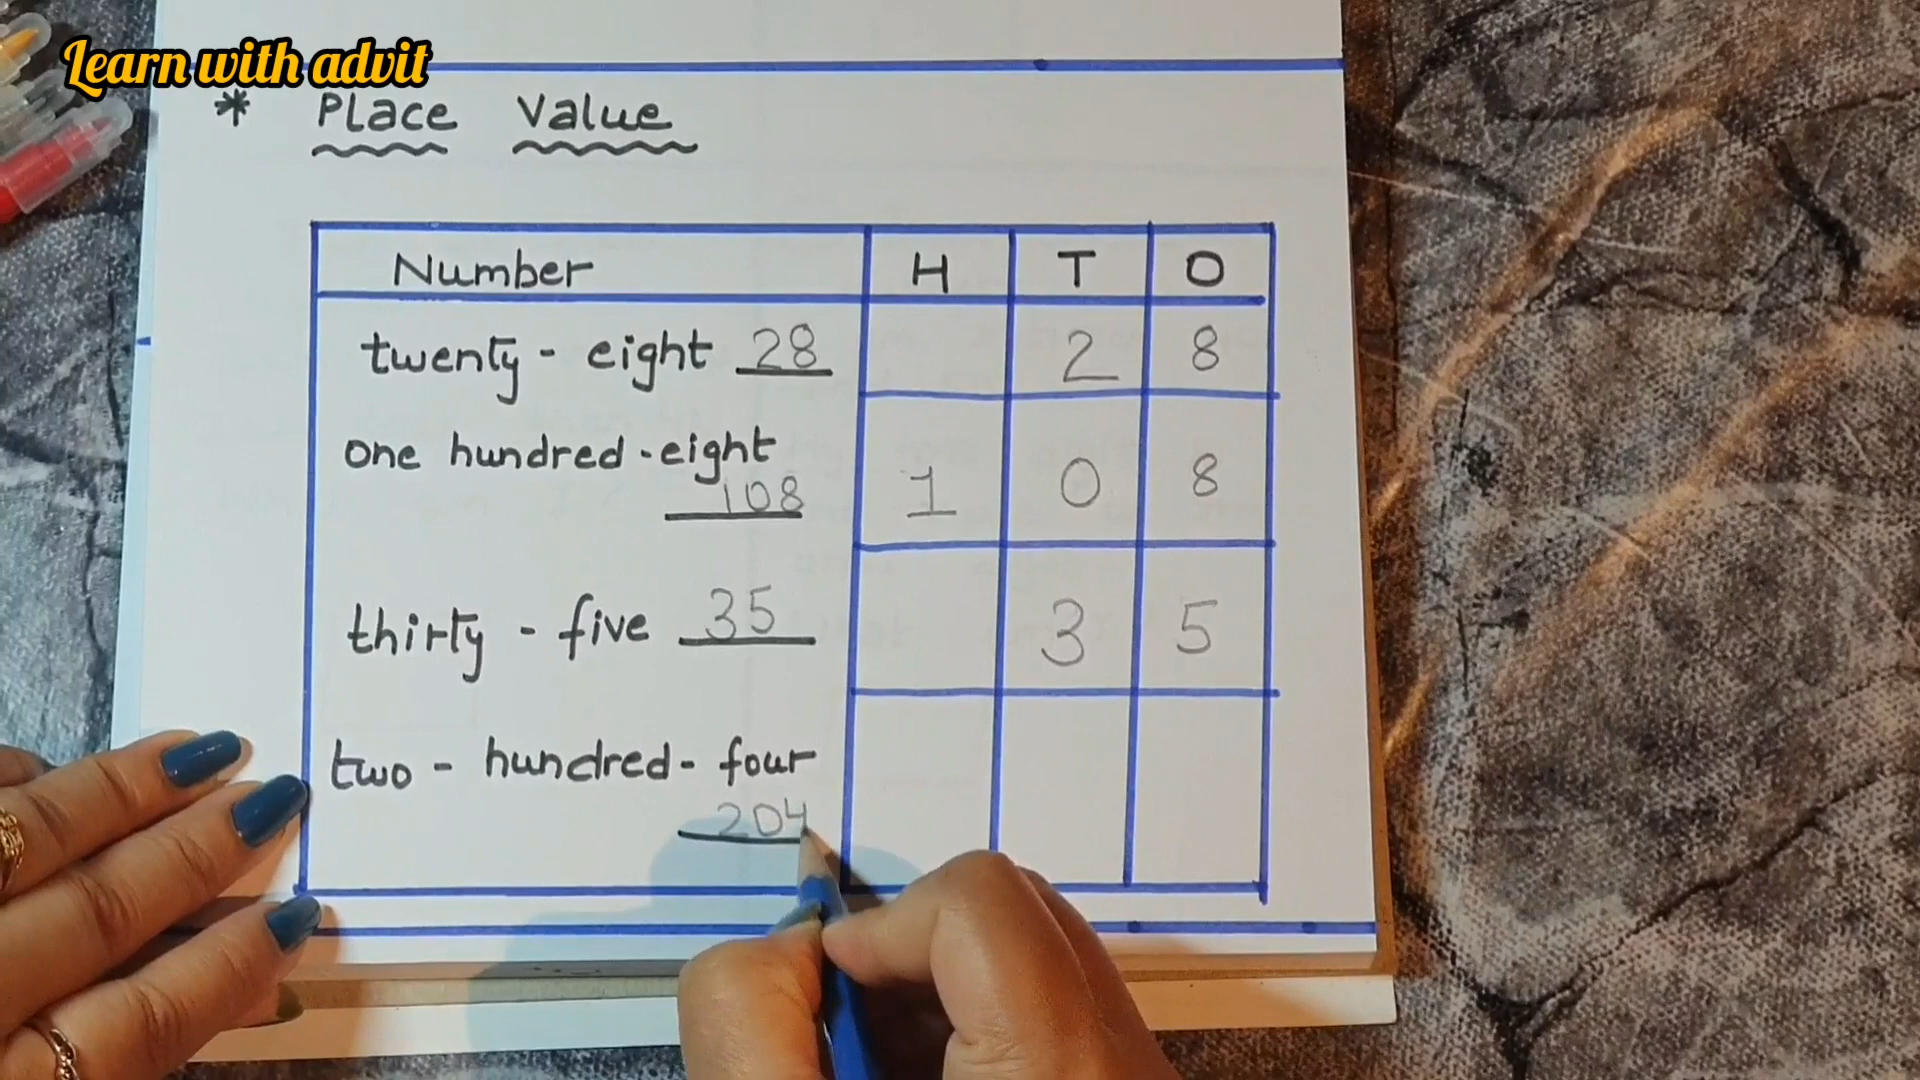 Learn with advit
* Place Value
Number H T O
twenty - eight 28 2 8
one hundred - eight
108 1 0 8
thirty - five 35 3 5
two - hundred - four
204